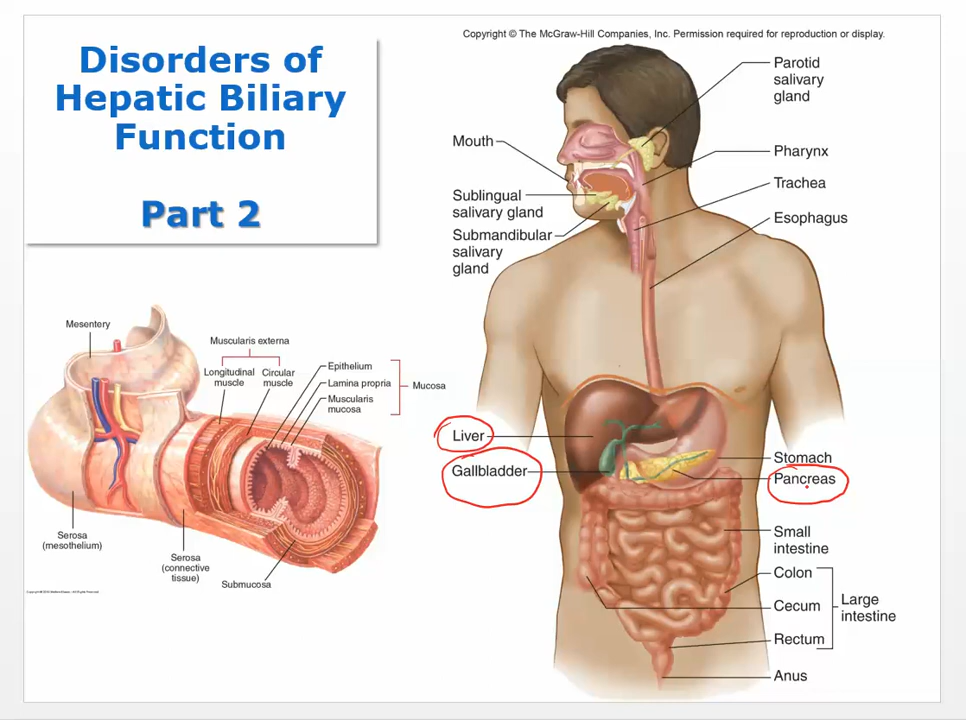 Copyright © The McGraw-Hill Companies, Inc. Permission required for reproduction or display.
Disorders of
Hepatic Biliary
Function
Part 2
Mesentery
Muscularis externa
Longitudinal
muscle
Circular
muscle
Epithelium
Lamina propria
Muscularis
mucosa
Mucosa
Serosa
(mesothelium)
Serosa
(connective
tissue)
Submucosa
Mouth
Sublingual
salivary gland
Submandibular
salivary
gland
Liver
Gallbladder
Parotid
salivary
gland
Pharynx
Trachea
Esophagus
Stomach
Pancreas
Small
intestine
Colon
Cecum
Rectum
Large
intestine
Anus